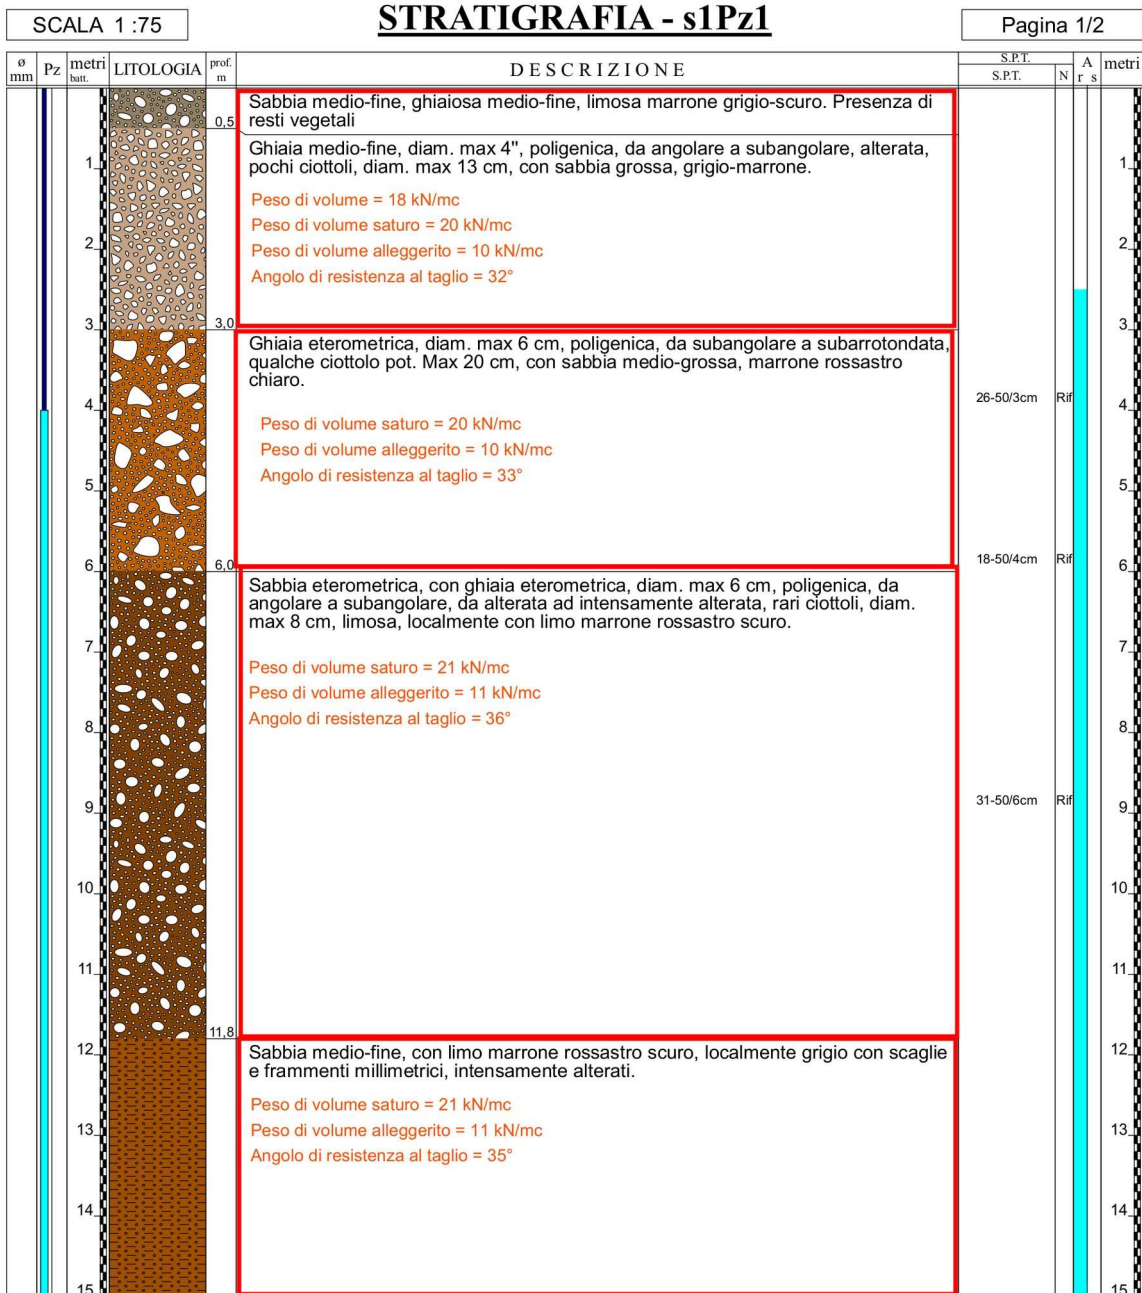 SCALA 1 :75
STRATIGRAFIA - s1Pz1
Pagina 1/2
ø mm
Pz
metri batt.
LITOLOGIA
prof. m
DESCRIZIONE
S.P.T.
S.P.T.
N
A
r s
metri
Sabbia medio-fine, ghiaiosa medio-fine, limosa marrone grigio-scuro. Presenza di
resti vegetali
0,5
Ghiaia medio-fine, diam. max 4", poligenica, da angolare a subangolare, alterata,
pochi ciottoli, diam. max 13 cm, con sabbia grossa, grigio-marrone.
1
1
Peso di volume = 18 kN/mc
Peso di volume saturo = 20 kN/mc
2
2
Peso di volume alleggerito = 10 kN/mc
Angolo di resistenza al taglio = 32°
3
3,0
3
Ghiaia eterometrica, diam. max 6 cm, poligenica, da subangolare a subarrotondata,
qualche ciottolo pot. Max 20 cm, con sabbia medio-grossa, marrone rossastro
chiaro.
4
26-50/3cm
Rif
4
Peso di volume saturo = 20 kN/mc
Peso di volume alleggerito = 10 kN/mc
Angolo di resistenza al taglio = 33°
5
5
18-50/4cm
Rif
6
6,0
6
Sabbia eterometrica, con ghiaia eterometrica, diam. max 6 cm, poligenica, da
angolare a subangolare, da alterata ad intensamente alterata, rari ciottoli, diam.
max 8 cm, limosa, localmente con limo marrone rossastro scuro.
7
7
Peso di volume saturo = 21 kN/mc
Peso di volume alleggerito = 11 kN/mc
Angolo di resistenza al taglio = 36°
8
8
9
31-50/6cm
Rif
9
10
10
11
11
11,8
12
12
Sabbia medio-fine, con limo marrone rossastro scuro, localmente grigio con scaglie
e frammenti millimetrici, intensamente alterati.
Peso di volume saturo = 21 kN/mc
13
13
Peso di volume alleggerito = 11 kN/mc
Angolo di resistenza al taglio = 35°
14
14
15
15